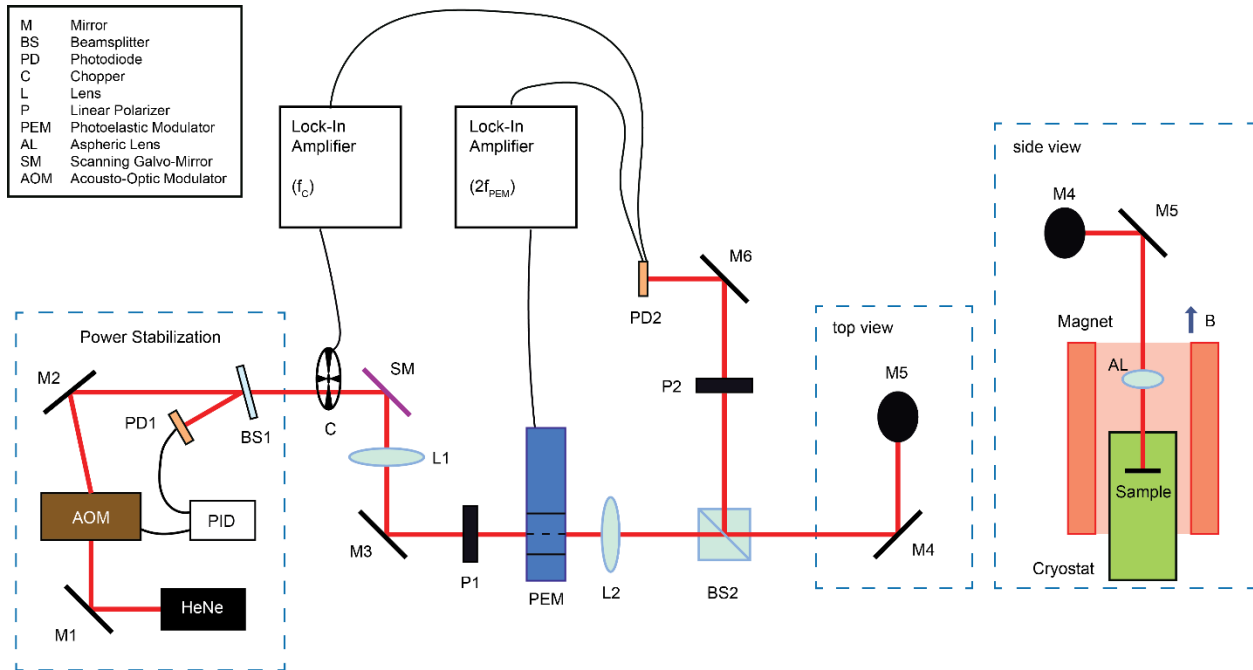 M Mirror
BS Beamsplitter
PD Photodiode
C Chopper
L Lens
P Linear Polarizer
PEM Photoelastic Modulator
AL Aspheric Lens
SM Scanning Galvo-Mirror
AOM Acousto-Optic Modulator
Lock-In
Amplifier
(fC)
Lock-In
Amplifier
(2fPEM)
Power Stabilization
M2
PD1
BS1
AOM
PID
M1
HeNe
C
SM
L1
M3
P1
PEM
L2
BS2
P2
PD2
M6
top view
M5
M4
side view
M4
M5
Magnet
B
AL
Sample
Cryostat